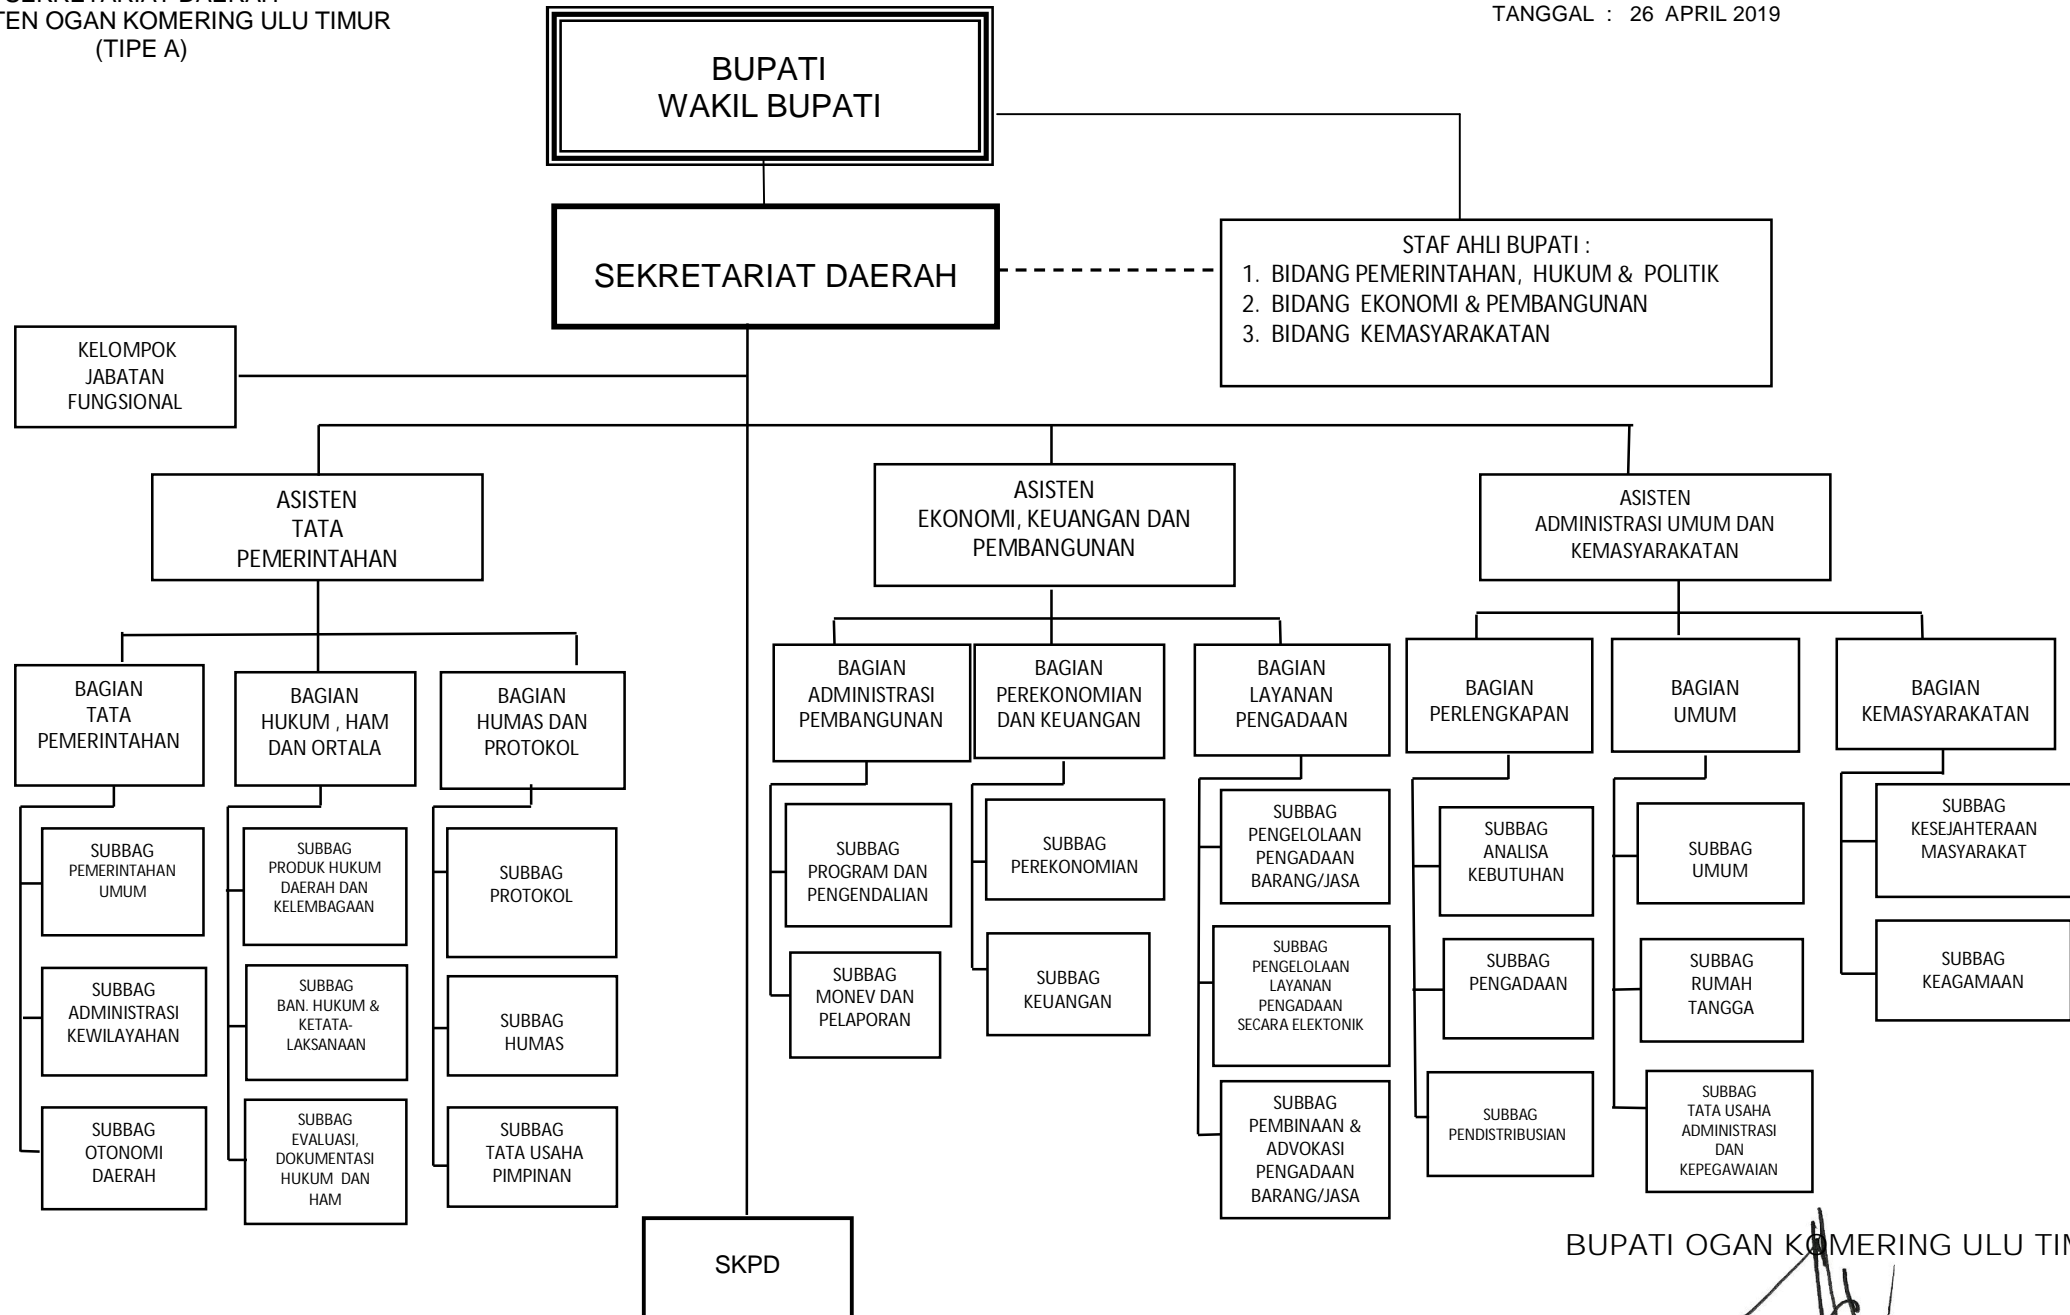 SEKRETARIAT DAERAH
TEN OGAN KOMERING ULU TIMUR
(TIPE A)
TANGGAL : 26 APRIL 2019
BUPATI
WAKIL BUPATI
SEKRETARIAT DAERAH
STAF AHLI BUPATI :
1. BIDANG PEMERINTAHAN, HUKUM & POLITIK
2. BIDANG EKONOMI & PEMBANGUNAN
3. BIDANG KEMASYARAKATAN
KELOMPOK
JABATAN
FUNGSIONAL
ASISTEN
TATA
PEMERINTAHAN
ASISTEN
EKONOMI, KEUANGAN DAN
PEMBANGUNAN
ASISTEN
ADMINISTRASI UMUM DAN
KEMASYARAKATAN
BAGIAN
TATA
PEMERINTAHAN
BAGIAN
HUKUM , HAM
DAN ORTALA
BAGIAN
HUMAS DAN
PROTOKOL
BAGIAN
ADMINISTRASI
PEMBANGUNAN
BAGIAN
PEREKONOMIAN
DAN KEUANGAN
BAGIAN
LAYANAN
PENGADAAN
BAGIAN
PERLENGKAPAN
BAGIAN
UMUM
BAGIAN
KEMASYARAKATAN
SUBBAG
PEMERINTAHAN
UMUM
SUBBAG
ADMINISTRASI
KEWILAYAHAN
SUBBAG
OTONOMI
DAERAH
SUBBAG
PRODUK HUKUM
DAERAH DAN
KELEMBAGAAN
SUBBAG
BAN. HUKUM &
KETATA-
LAKSANAAN
SUBBAG
EVALUASI,
DOKUMENTASI
HUKUM DAN
HAM
SUBBAG
PROTOKOL
SUBBAG
HUMAS
SUBBAG
TATA USAHA
PIMPINAN
SUBBAG
PROGRAM DAN
PENGENDALIAN
SUBBAG
MONEV DAN
PELAPORAN
SUBBAG
PEREKONOMIAN
SUBBAG
KEUANGAN
SUBBAG
PENGELOLAAN
PENGADAAN
BARANG/JASA
SUBBAG
PENGELOLAAN
LAYANAN
PENGADAAN
SECARA ELEKTONIK
SUBBAG
PEMBINAAN &
ADVOKASI
PENGADAAN
BARANG/JASA
SUBBAG
ANALISA
KEBUTUHAN
SUBBAG
PENGADAAN
SUBBAG
PENDISTRIBUSIAN
SUBBAG
UMUM
SUBBAG
RUMAH
TANGGA
SUBBAG
TATA USAHA
ADMINISTRASI
DAN
KEPEGAWAIAN
SUBBAG
KESEJAHTERAAN
MASYARAKAT
SUBBAG
KEAGAMAAN
SKPD
BUPATI OGAN KOMERING ULU TIM